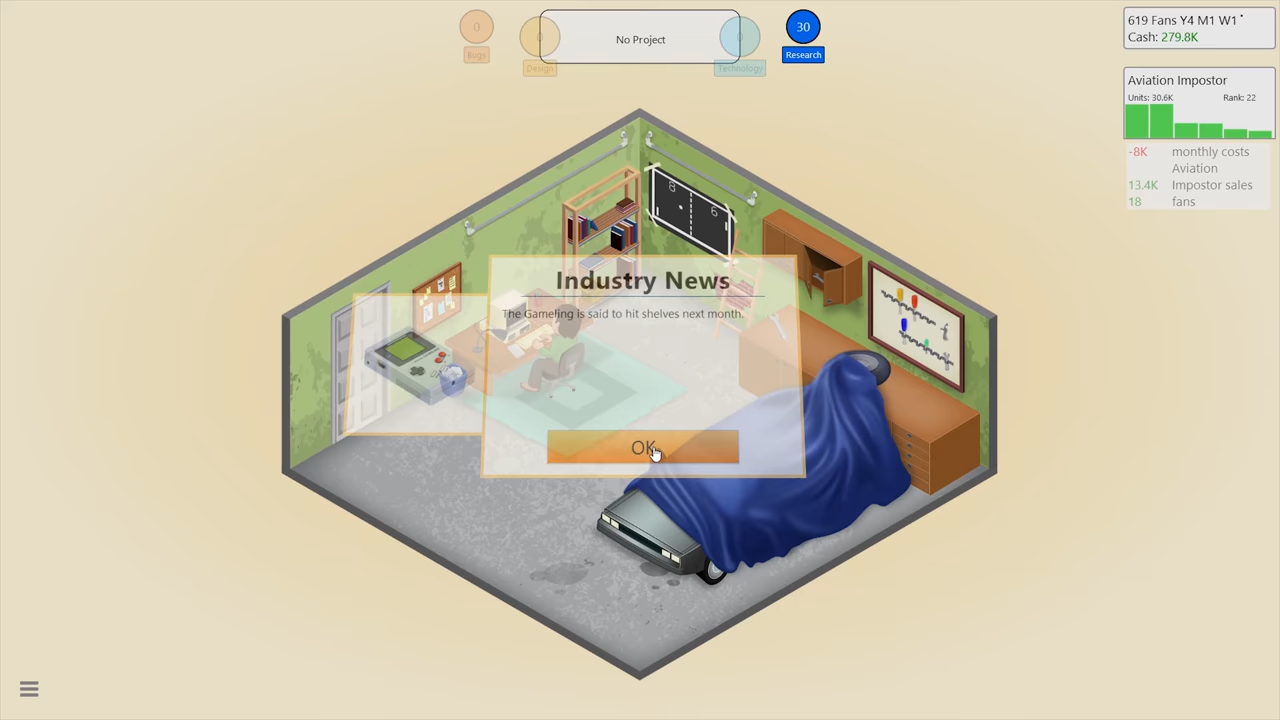 0
Bugs
0
Design
No Project
0
Technology
30
Research
619 Fans Y4 M1 W1
Cash: 279.8K
Aviation Impostor
Units: 30.6K
Rank: 22
-8K monthly costs
Aviation
13.4K Impostor sales
18 fans
Industry News
The Gameling is said to hit shelves next month.
OK